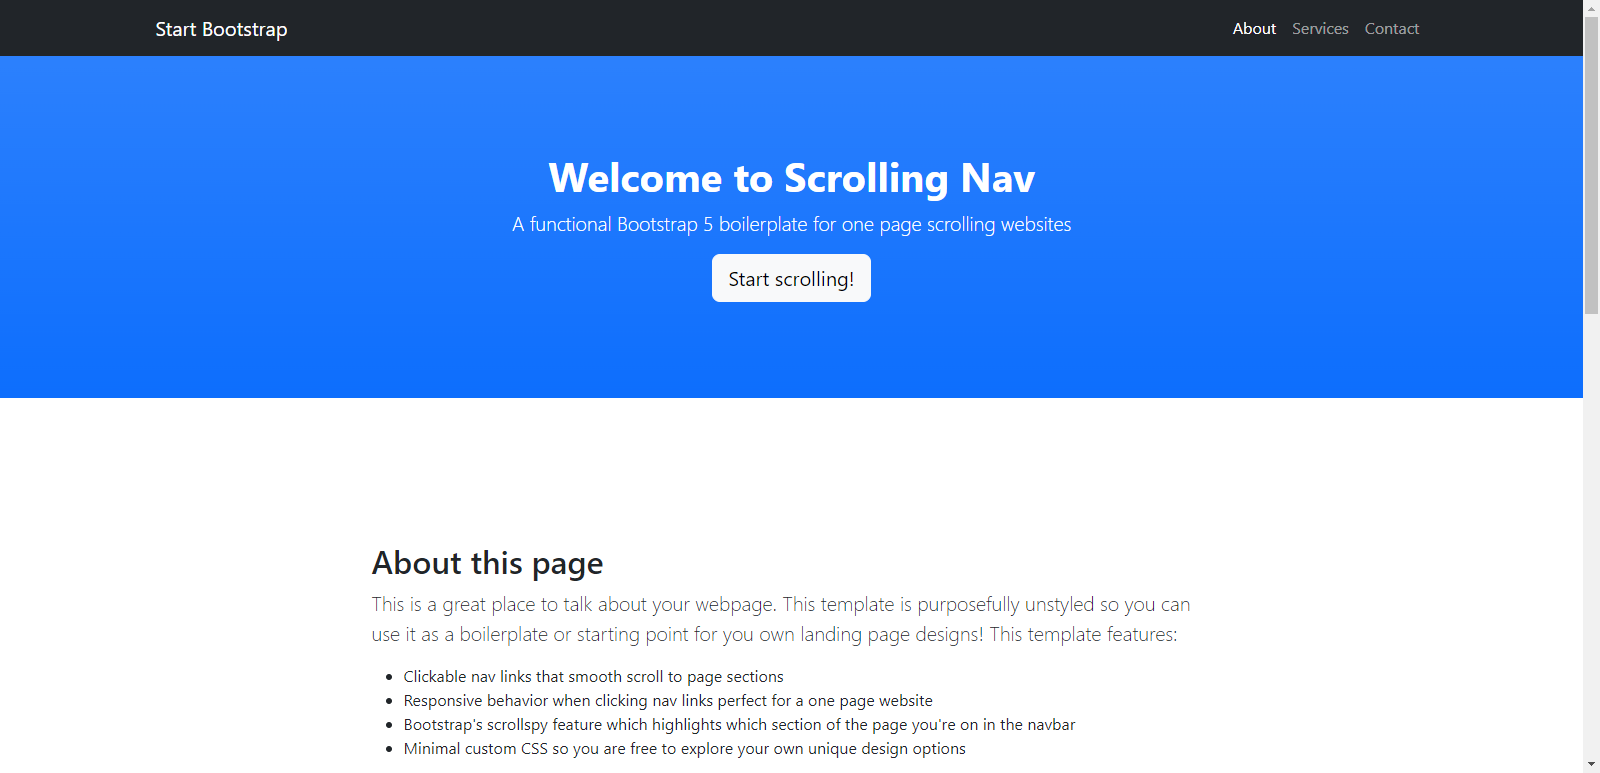 Start Bootstrap
About Services Contact
Welcome to Scrolling Nav
A functional Bootstrap 5 boilerplate for one page scrolling websites
Start scrolling!
About this page
This is a great place to talk about your webpage. This template is purposefully unstyled so you can
use it as a boilerplate or starting point for you own landing page designs! This template features:
Clickable nav links that smooth scroll to page sections
Responsive behavior when clicking nav links perfect for a one page website
Bootstrap's scrollspy feature which highlights which section of the page you're on in the navbar
Minimal custom CSS so you are free to explore your own unique design options